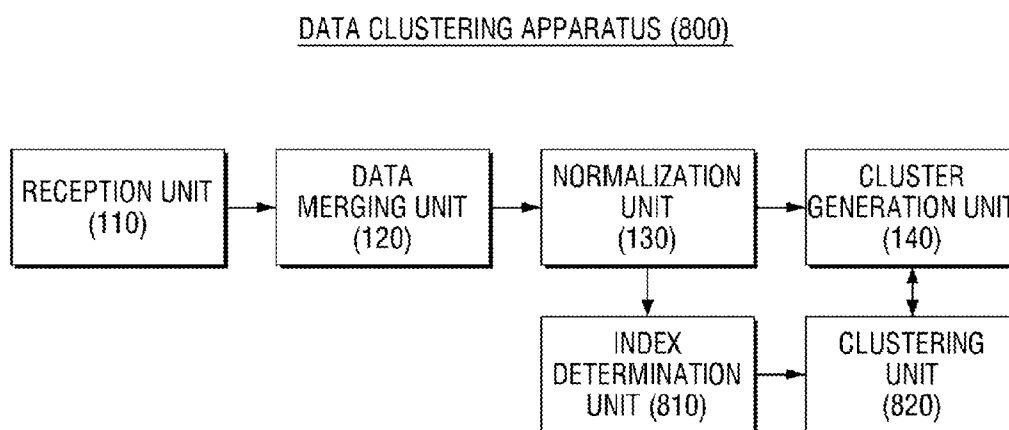 DATA CLUSTERING APPARATUS (800)
RECEPTION UNIT
(110)
DATA
MERGING UNIT
(120)
NORMALIZATION
UNIT
(130)
CLUSTER
GENERATION UNIT
(140)
INDEX
DETERMINATION
UNIT (810)
CLUSTERING
UNIT
(820)